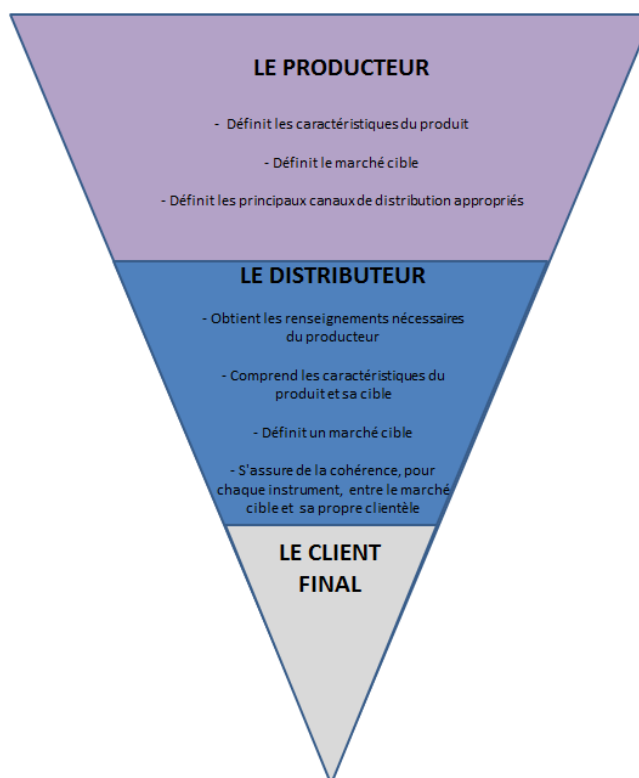 LE PRODUCTEUR
- Définit les caractéristiques du produit
- Définit le marché cible
- Définit les principaux canaux de distribution appropriés
LE DISTRIBUTEUR
- Obtient les renseignements nécessaires
du producteur
- Comprend les caractéristiques du
produit et sa cible
- Définit un marché cible
- S'assure de la cohérence, pour
chaque instrument, entre le marché
cible et sa propre clientèle
LE CLIENT
FINAL